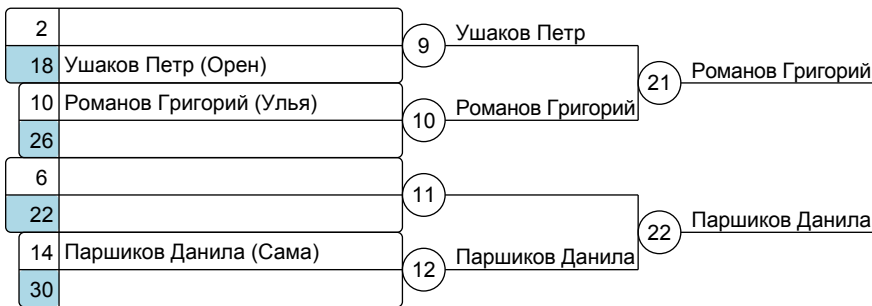 2
18 Ушаков Петр (Орен)
9 Ушаков Петр
10 Романов Григорий (Улья)
26
10 Романов Григорий
21 Романов Григорий
6
22
11
14 Паршиков Данила (Сама)
30
12 Паршиков Данила
22 Паршиков Данила